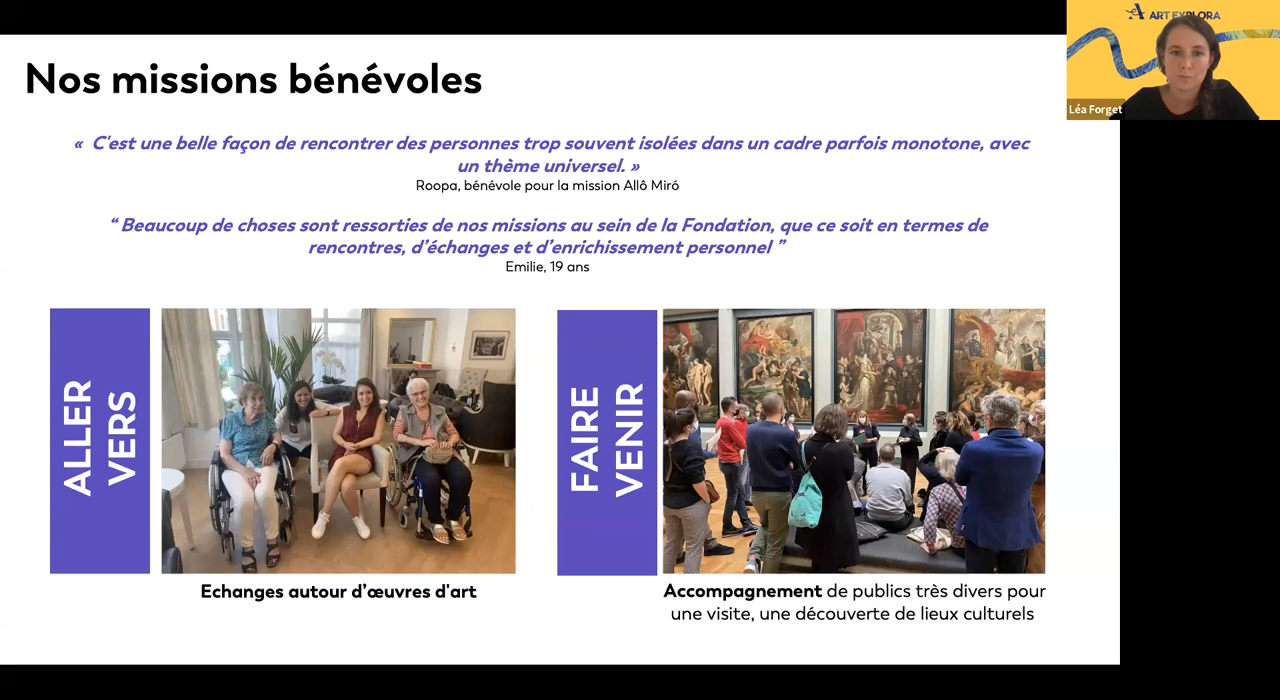 Nos missions bénévoles
ART EXPLORA
Léa Forget
« C'est une belle façon de rencontrer des personnes trop souvent isolées dans un cadre parfois monotone, avec
un thème universel. »
Roopa, bénévole pour la mission Allô Miró
“ Beaucoup de choses sont ressorties de nos missions au sein de la Fondation, que ce soit en termes de
rencontres, d’échanges et d’enrichissement personnel ”
Emilie, 19 ans
ALLER
VERS
FAIRE
VENIR
Echanges autour d’œuvres d'art
Accompagnement de publics très divers pour
une visite, une découverte de lieux culturels